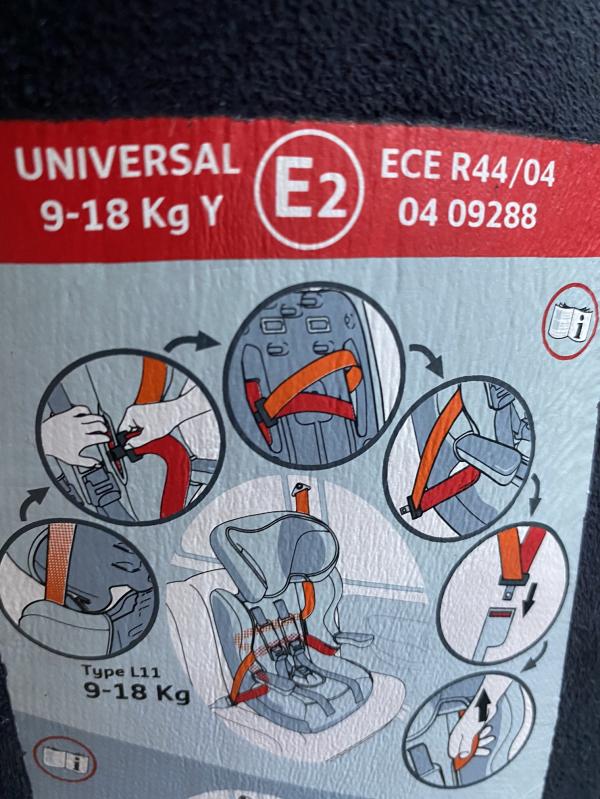 UNIVERSAL
9-18 Kg Y
E2
ECE R44/04
04 09288
i
Type L11
9-18 Kg
i